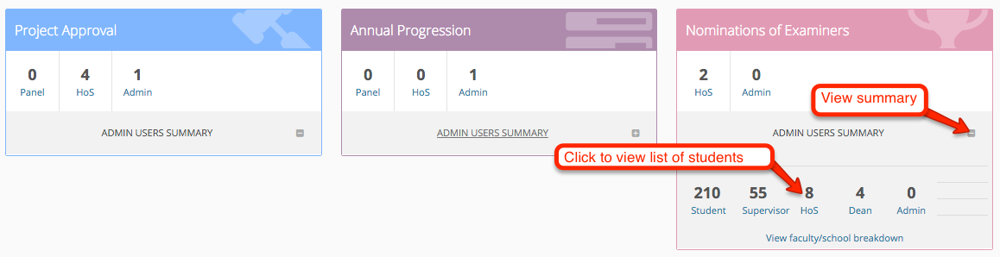 Project Approval
0 4 1
Panel HoS Admin
ADMIN USERS SUMMARY
Annual Progression
0 0 1
Panel HoS Admin
ADMIN USERS SUMMARY
Nominations of Examiners
2 0
HoS Admin
View summary
ADMIN USERS SUMMARY
Click to view list of students
210 55 8 4 0
Student Supervisor HoS Dean Admin
View faculty/school breakdown